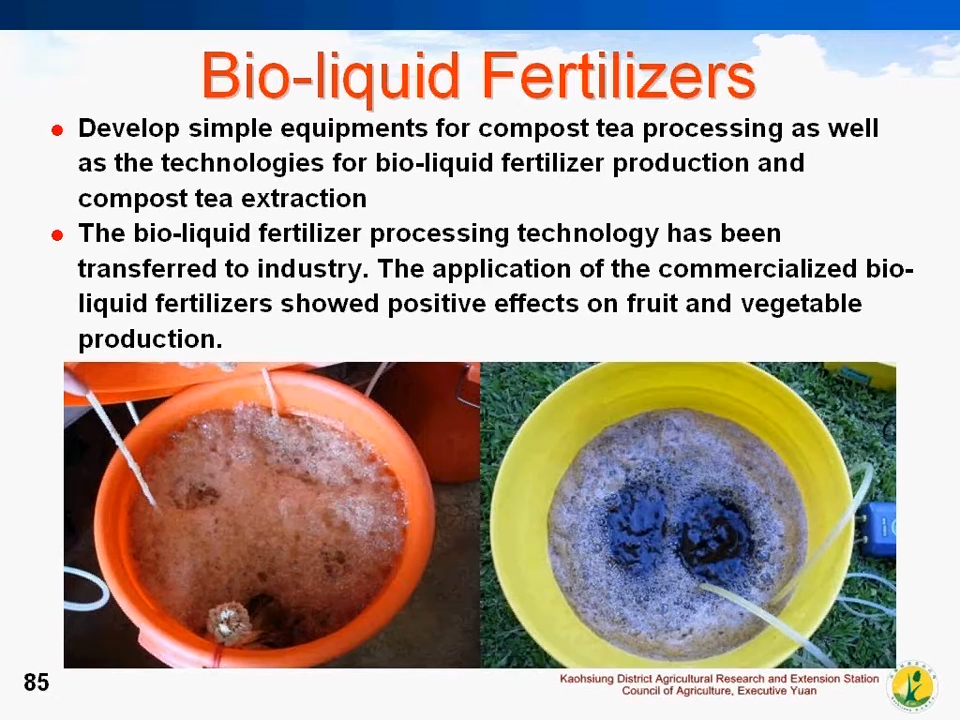 Bio-liquid Fertilizers
Develop simple equipments for compost tea processing as well
as the technologies for bio-liquid fertilizer production and
compost tea extraction
The bio-liquid fertilizer processing technology has been
transferred to industry. The application of the commercialized bio-
liquid fertilizers showed positive effects on fruit and vegetable
production.
85
Kaohsiung District Agricultural Research and Extension Station
Council of Agriculture, Executive Yuan